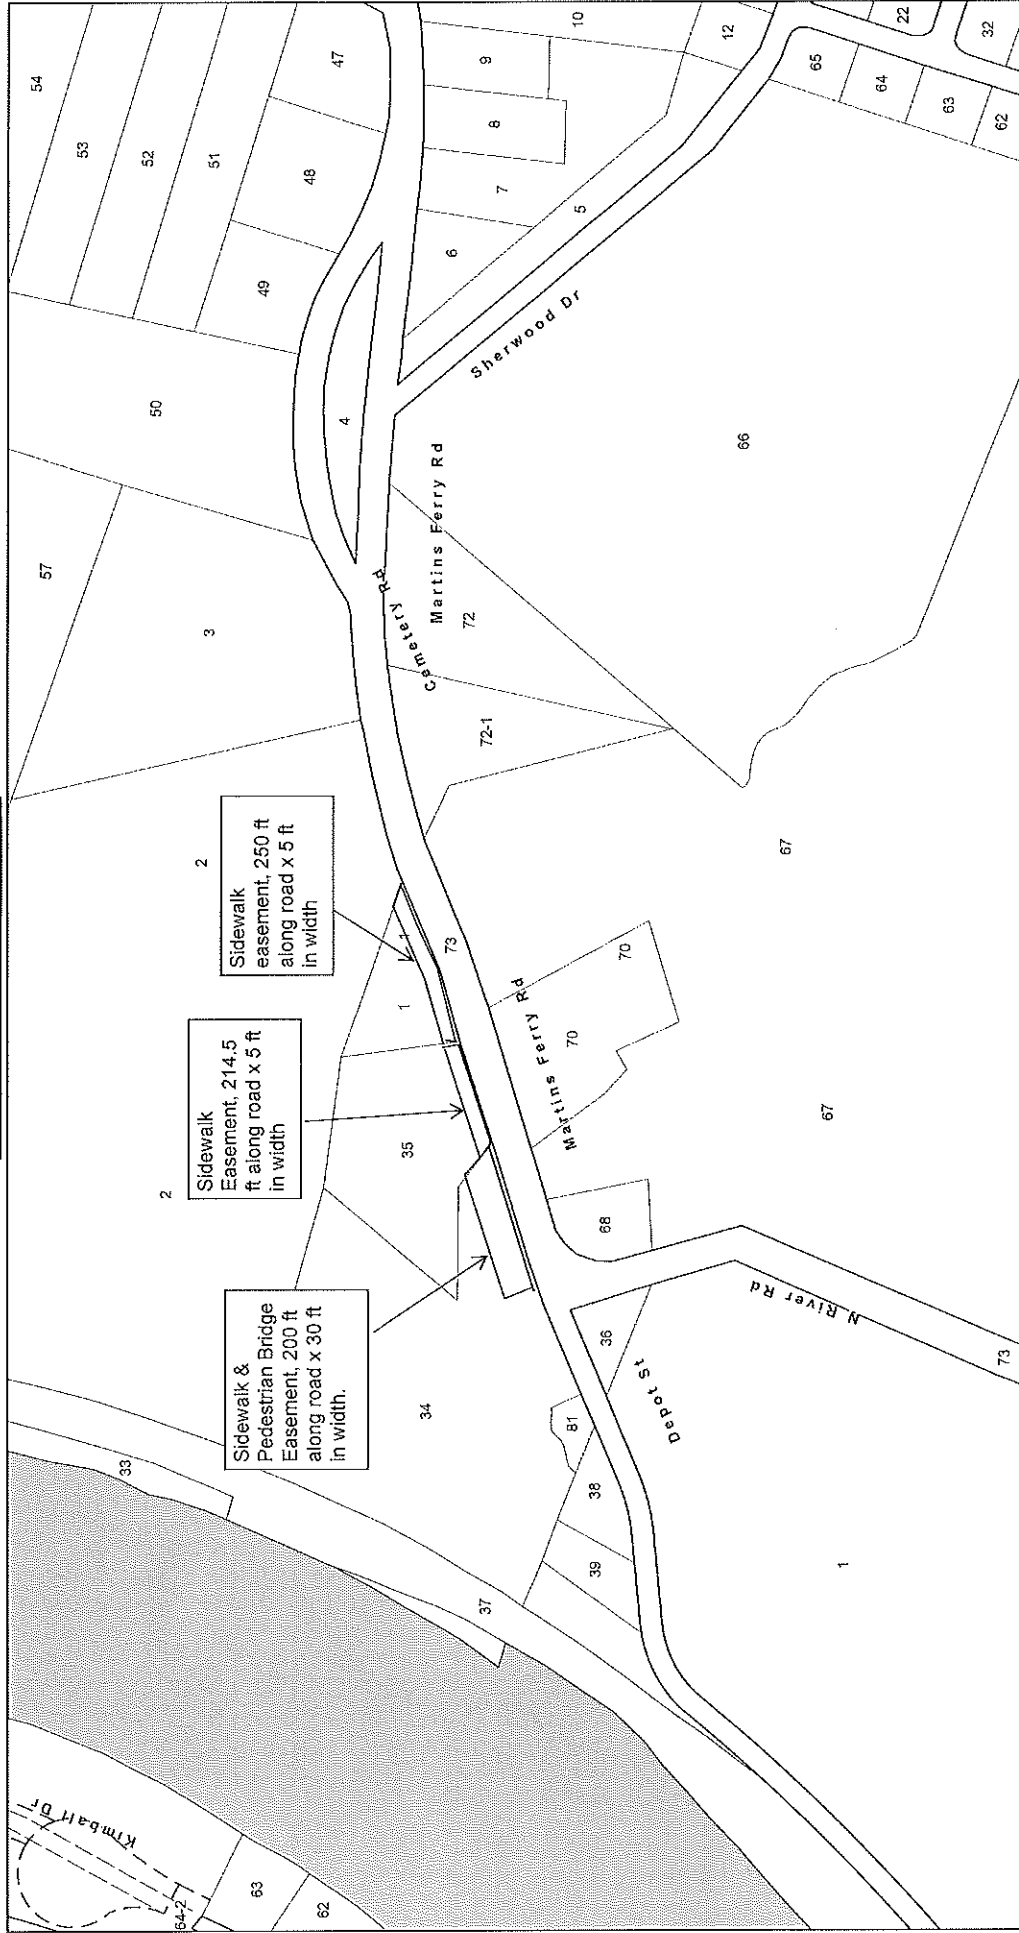 Kimball Dr
64-2
63
62
33
37
39
38
81
36
34
Depot St
N River Rd
73
1
Sidewalk &
Pedestrian Bridge
Easement, 200 ft
along road x 30 ft
in width.
2
Sidewalk
Easement, 214.5
ft along road x 5 ft
in width
35
68
67
2
Sidewalk
easement, 250 ft
along road x 5 ft
in width
1
1
73
Martins Ferry Rd
70
70
67
57
3
72-1
72
Cemetery Rd
Martins Ferry Rd
50
4
Sherwood Dr
66
54
53
52
51
49
48
47
6
7
8
9
10
5
12
65
64
63
62
22
32